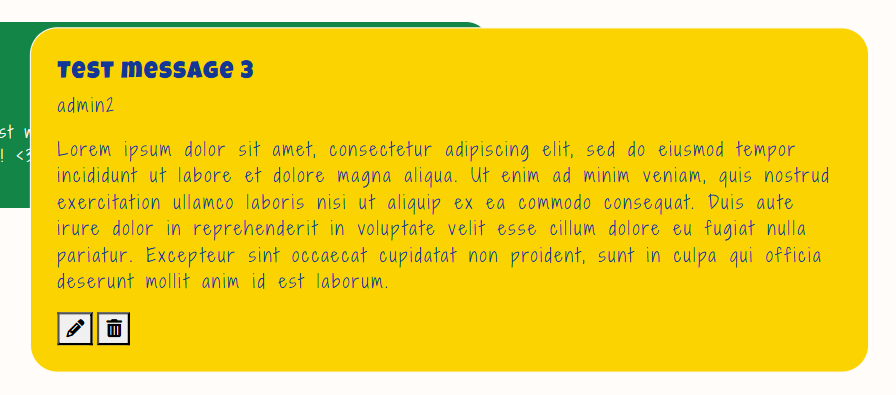 Test message 3
admin2
Lorem ipsum dolor sit amet, consectetur adipiscing elit, sed do eiusmod tempor
incididunt ut labore et dolore magna aliqua. Ut enim ad minim veniam, quis nostrud
exercitation ullamco laboris nisi ut aliquip ex ea commodo consequat. Duis aute
irure dolor in reprehenderit in voluptate velit esse cillum dolore eu fugiat nulla
pariatur. Excepteur sint occaecat cupidatat non proident, sunt in culpa qui officia
deserunt mollit anim id est laborum.
! <3